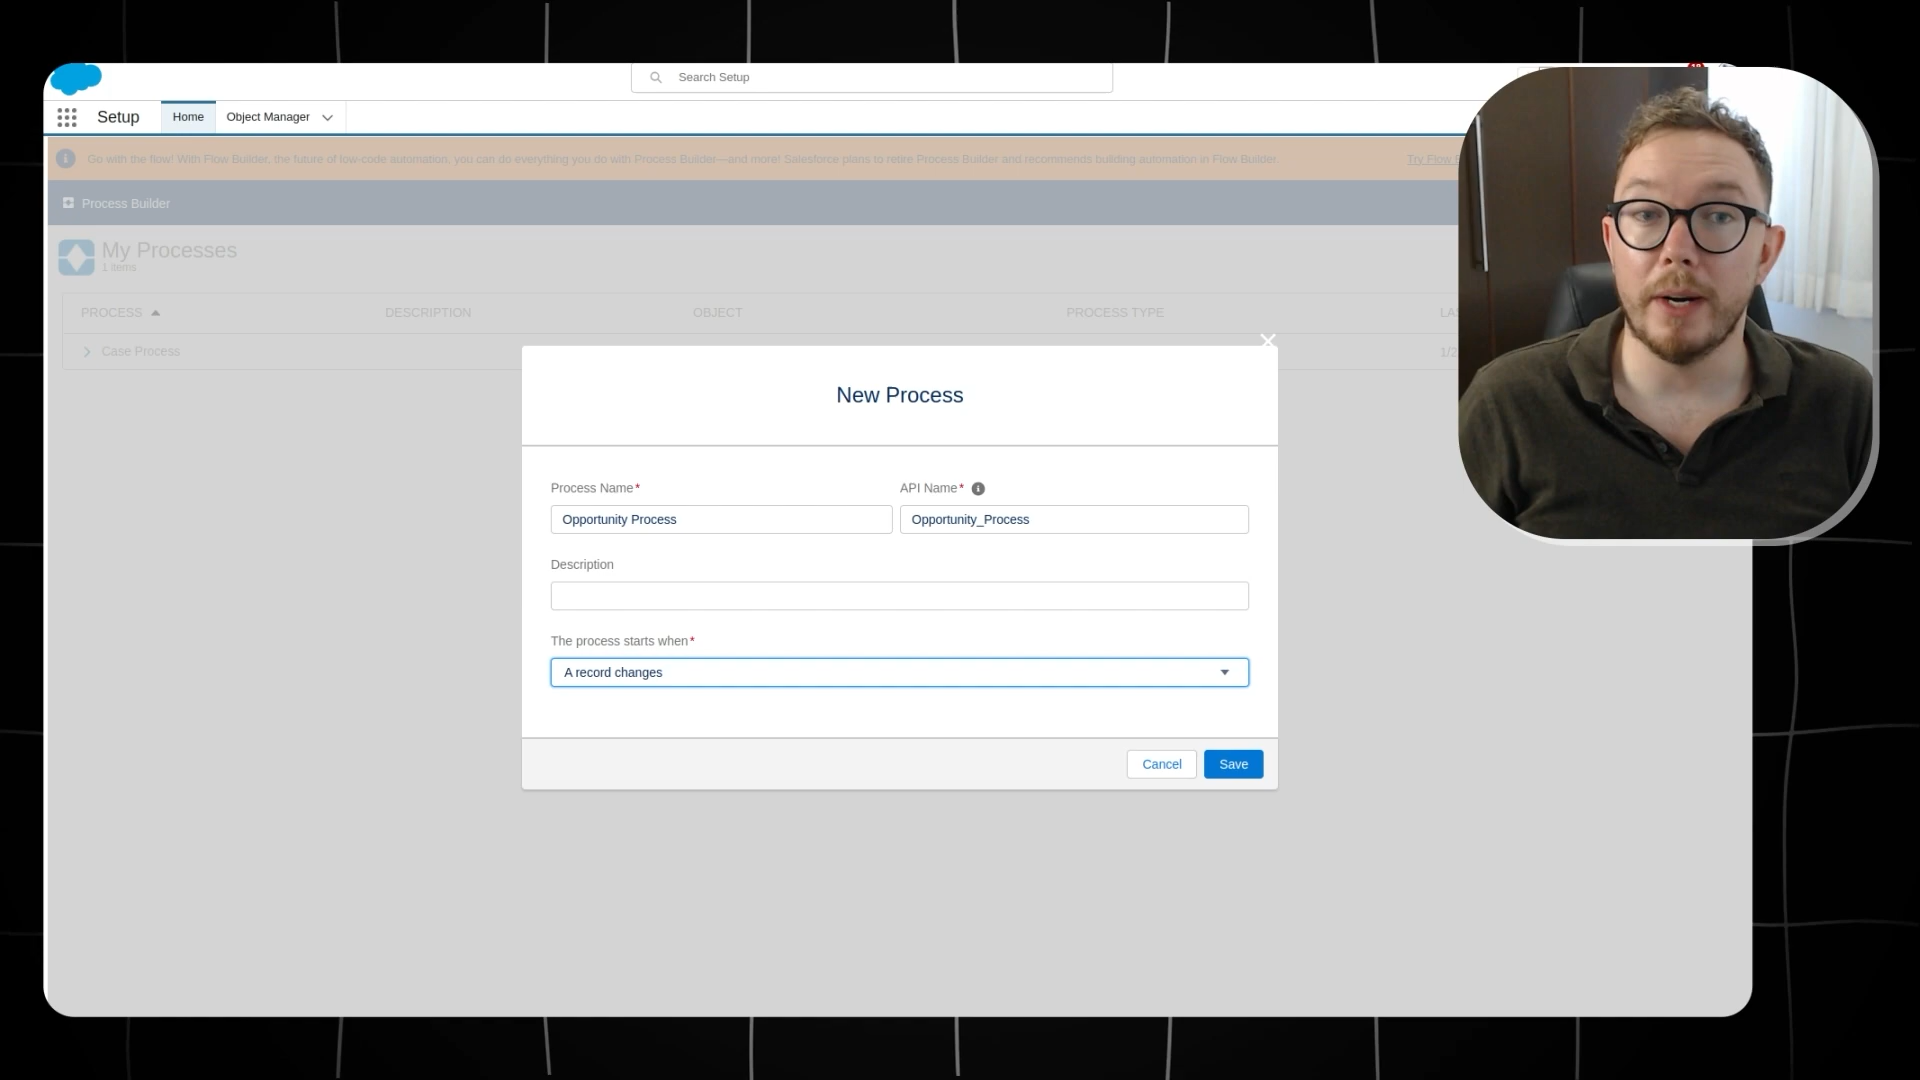 Search Setup
Setup
Home
Object Manager
Go with the flow! With Flow Builder, the future of low-code automation, you can do everything you do with Process Builder—and more! Salesforce plans to retire Process Builder and recommends building automation in Flow Builder.
Try Flow
Process Builder
My Processes
1 items
PROCESS
DESCRIPTION
OBJECT
PROCESS TYPE
Case Process
New Process
Process Name*
API Name*
Opportunity Process
Opportunity_Process
Description
The process starts when*
A record changes
Cancel
Save